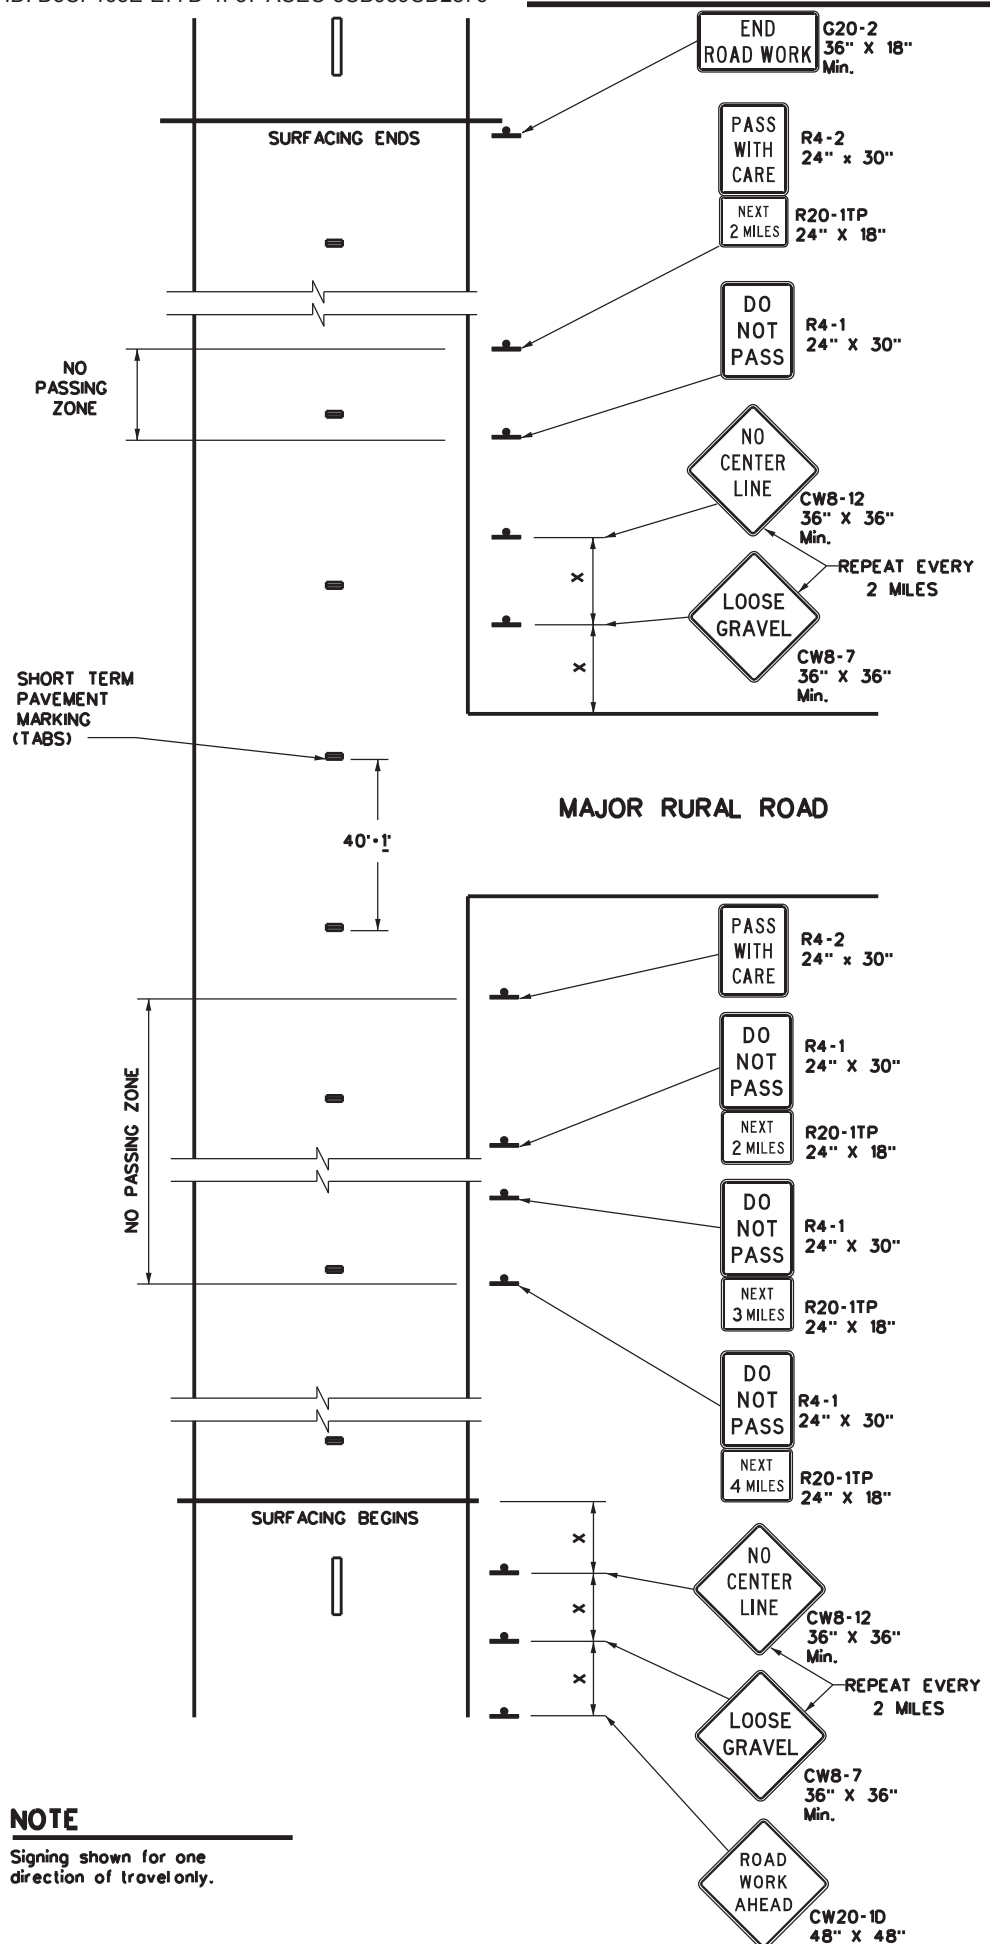 END
ROAD WORK
G20-2
36" X 18"
Min.
SURFACING ENDS
PASS
WITH
CARE
R4-2
24" x 30"
NEXT
2 MILES
R20-1TP
24" X 18"
DO
NOT
PASS
R4-1
24" X 30"
NO
PASSING
ZONE
NO
CENTER
LINE
CW8-12
36" X 36"
Min.
REPEAT EVERY
2 MILES
X
LOOSE
GRAVEL
X
CW8-7
36" X 36"
Min.
SHORT TERM
PAVEMENT
MARKING
(TABS)
MAJOR RURAL ROAD
40'·1'
PASS
WITH
CARE
R4-2
24" x 30"
DO
NOT
PASS
R4-1
24" X 30"
NEXT
2 MILES
R20-1TP
24" X 18"
NO PASSING ZONE
DO
NOT
PASS
R4-1
24" X 30"
NEXT
3 MILES
R20-1TP
24" X 18"
DO
NOT
PASS
R4-1
24" X 30"
NEXT
4 MILES
R20-1TP
24" X 18"
SURFACING BEGINS
X
NO
CENTER
LINE
CW8-12
36" X 36"
Min.
X
REPEAT EVERY
2 MILES
X
LOOSE
GRAVEL
CW8-7
36" X 36"
Min.
NOTE
Signing shown for one
direction of travel only.
ROAD
WORK
AHEAD
CW20-1D
48" X 48"